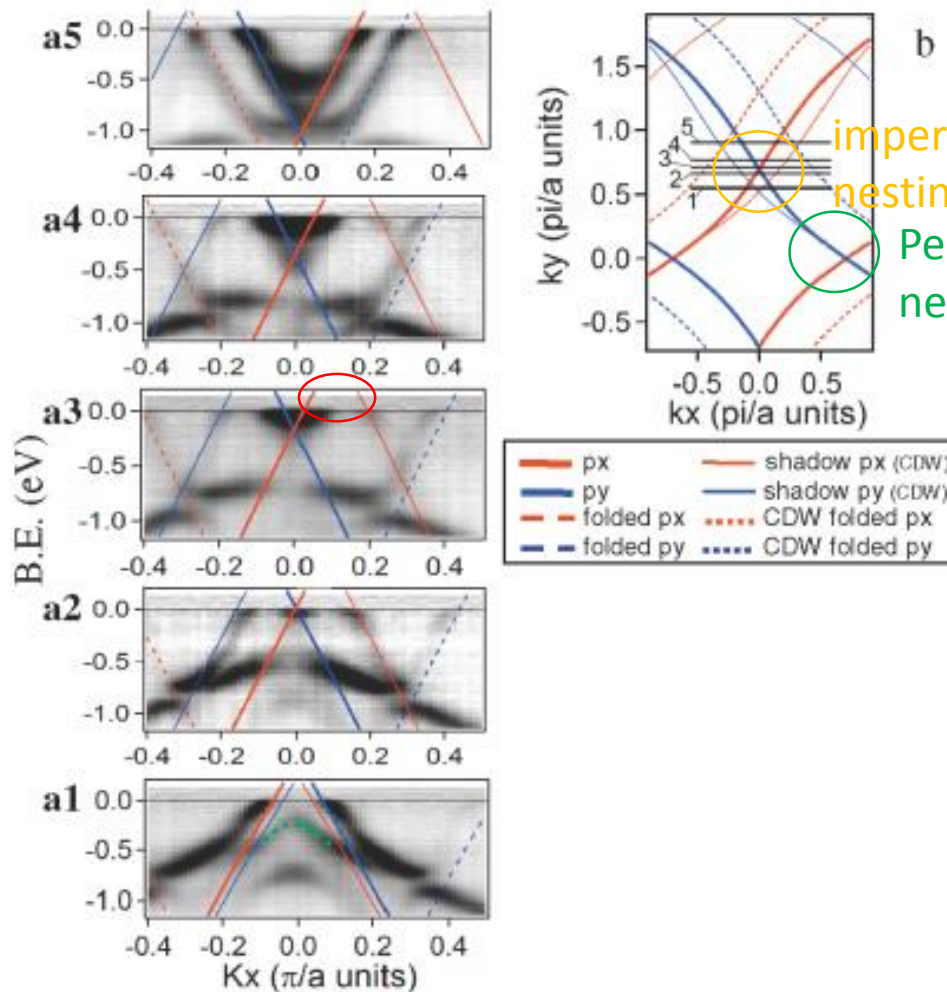 a5
0.0
-0.5
-1.0
-0.4 -0.2 0.0 0.2 0.4
a4
0.0
-0.5
-1.0
-0.4 -0.2 0.0 0.2 0.4
a3
0.0
-0.5
-1.0
-0.4 -0.2 0.0 0.2 0.4
a2
0.0
-0.5
-1.0
-0.4 -0.2 0.0 0.2 0.4
a1
0.0
-0.5
-1.0
-0.4 -0.2 0.0 0.2 0.4
B.E. (eV)
Kx (π/a units)
b
1.5
1.0
0.5
0.0
-0.5
ky (pi/a units)
5
4
3
2
2
1
-0.5 0.0 0.5
kx (pi/a units)
imper
nestin
Pe
ne
px
py
folded px
folded py
shadow px (CDW)
shadow py (CDW)
CDW folded px
CDW folded py